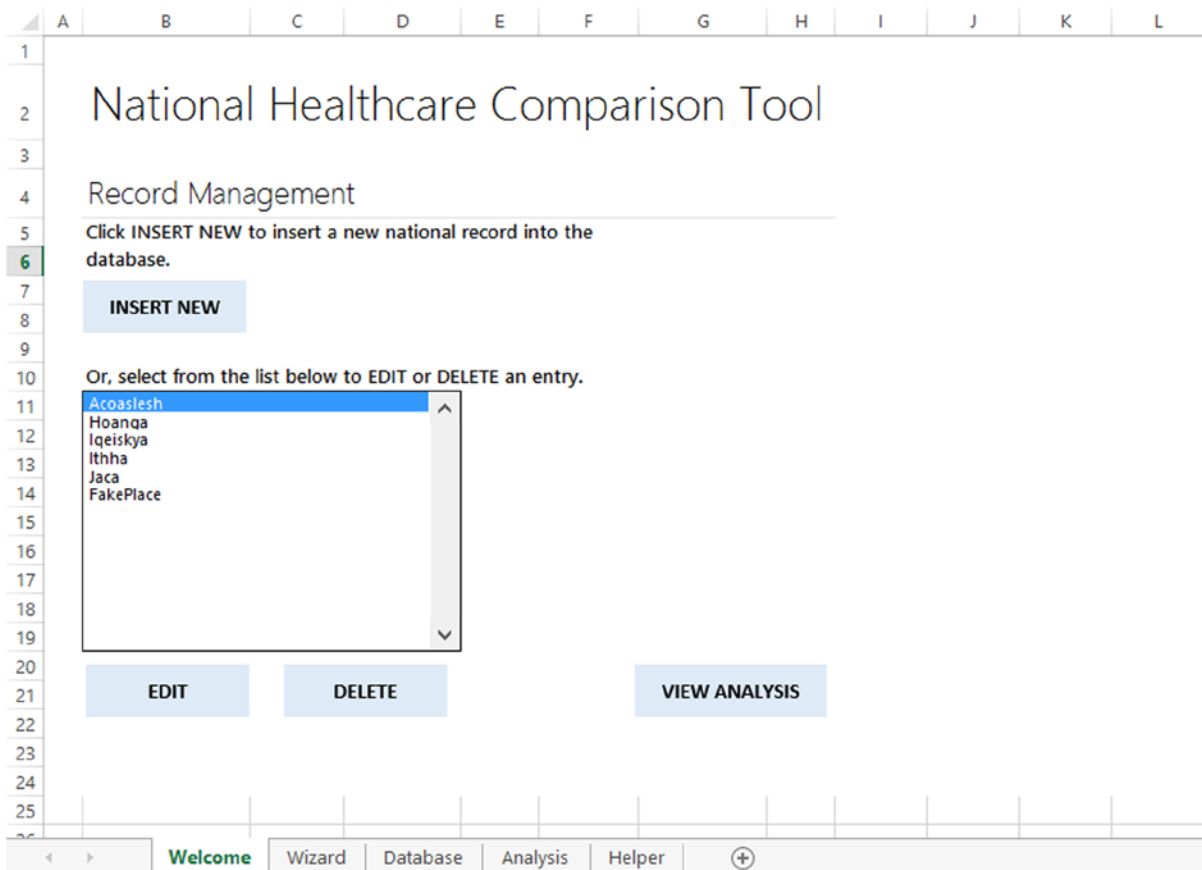 A B C D E F G H I J K L
1
2 National Healthcare Comparison Tool
3
4 Record Management
5 Click INSERT NEW to insert a new national record into the
6 database.
7
INSERT NEW
8
9
10 Or, select from the list below to EDIT or DELETE an entry.
11 Acoaslesh
Hoanga
12 Iqeiskya
13 Ithha
Jaca
14 FakePlace
15
16
17
18
19
20
EDIT DELETE VIEW ANALYSIS
21
22
23
24
25
26
Welcome Wizard Database Analysis Helper